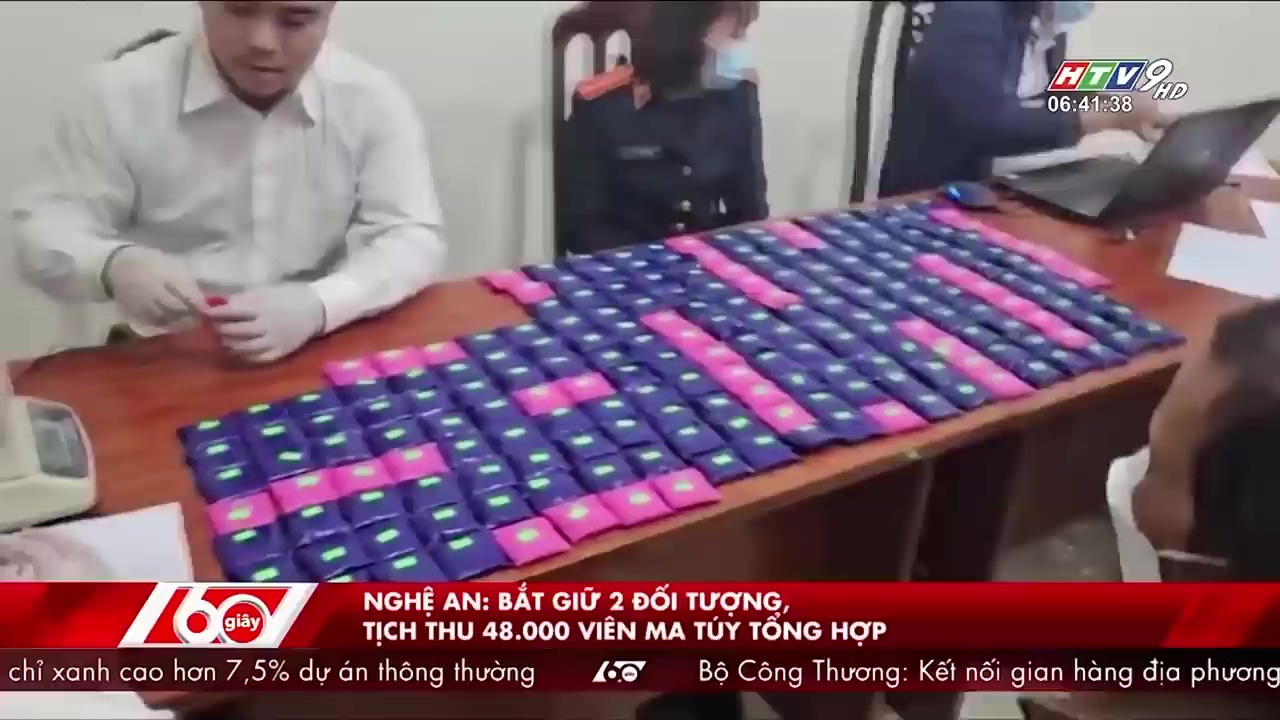 HTV9 HD
06:41:38
60 giây
NGHỆ AN: BẮT GIỮ 2 ĐỐI TƯỢNG,
TỊCH THU 48.000 VIÊN MA TÚY TỔNG HỢP
chỉ xanh cao hơn 7,5% dự án thông thường 60 giây Bộ Công Thương: Kết nối gian hàng địa phương